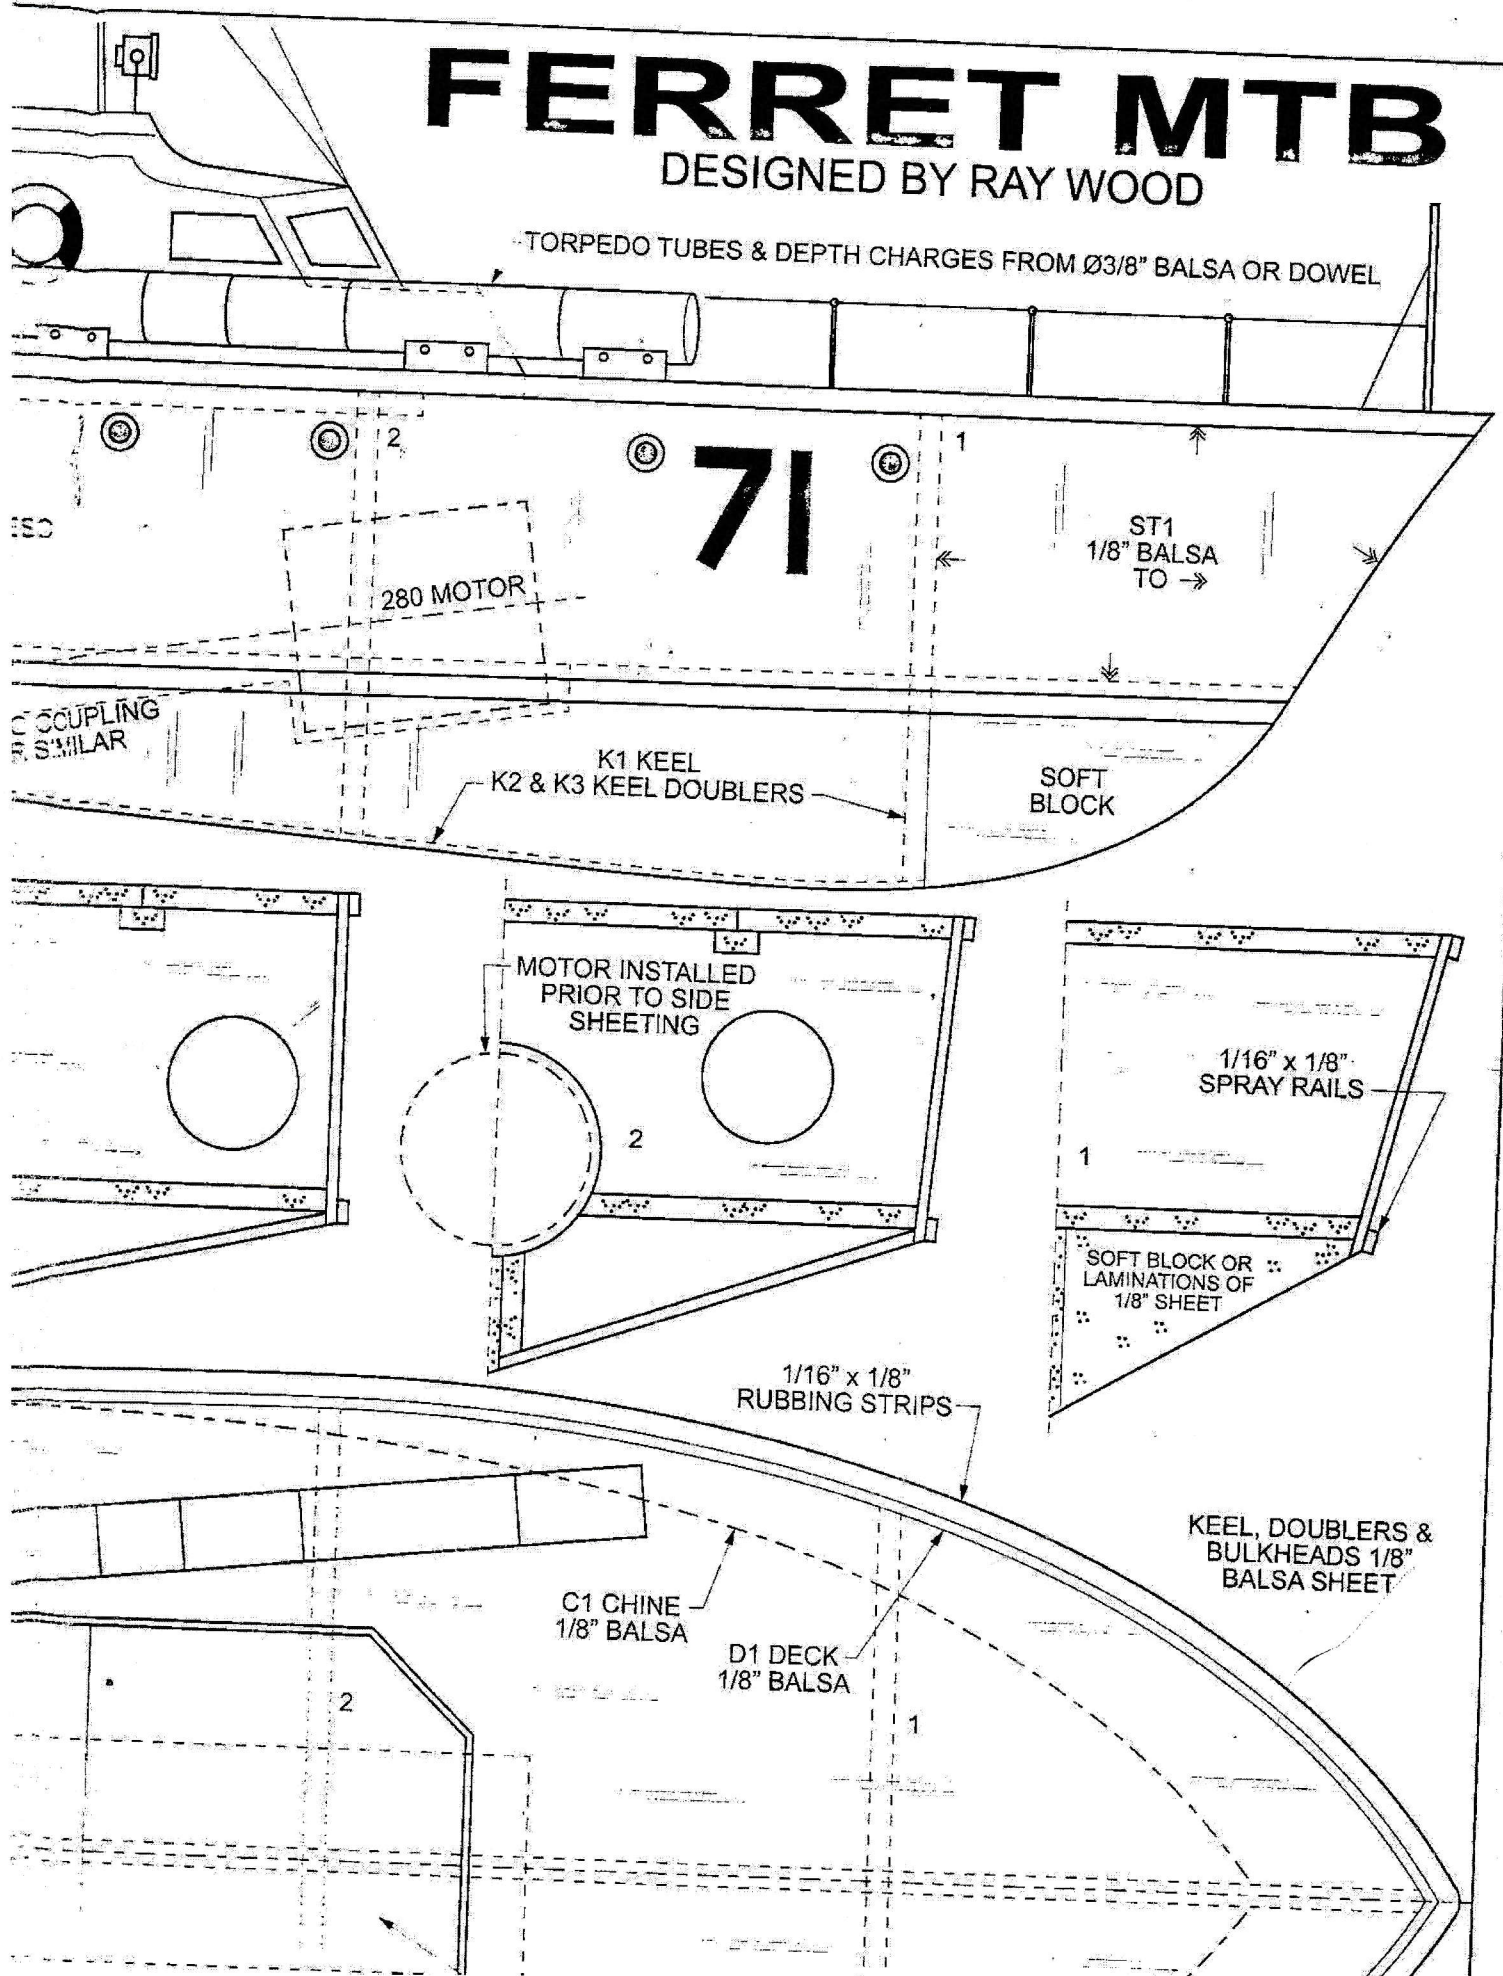 FERRET MTB
DESIGNED BY RAY WOOD
TORPEDO TUBES & DEPTH CHARGES FROM Ø3/8" BALSA OR DOWEL
2
71
1
ESC
ST1
1/8" BALSA
TO
280 MOTOR
COUPLING
SIMILAR
K1 KEEL
K2 & K3 KEEL DOUBLERS
SOFT
BLOCK
MOTOR INSTALLED
PRIOR TO SIDE
SHEETING
2
1/16" x 1/8"
SPRAY RAILS
1
SOFT BLOCK OR
LAMINATIONS OF
1/8" SHEET
1/16" x 1/8"
RUBBING STRIPS
KEEL, DOUBLERS &
BULKHEADS 1/8"
BALSA SHEET
C1 CHINE
1/8" BALSA
D1 DECK
1/8" BALSA
2
1